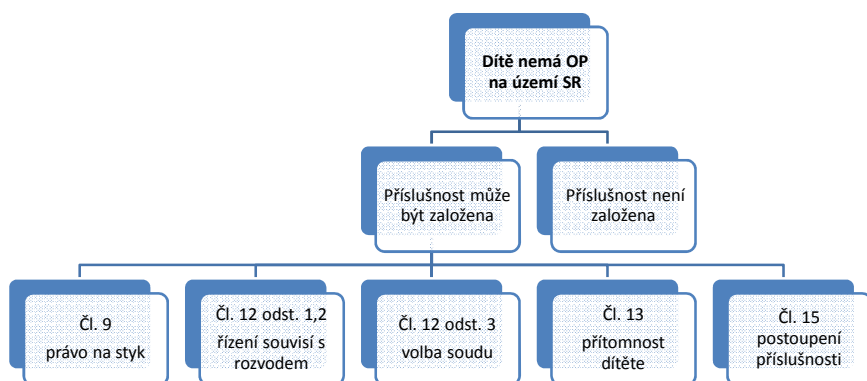 Dítě nemá OP
na území SR
Příslušnost může
být založena
Příslušnost není
založena
Čl. 9
právo na styk
Čl. 12 odst. 1,2
řízení souvisí s
rozvodem
Čl. 12 odst. 3
volba soudu
Čl. 13
přítomnost
dítěte
Čl. 15
postoupení
příslušnosti